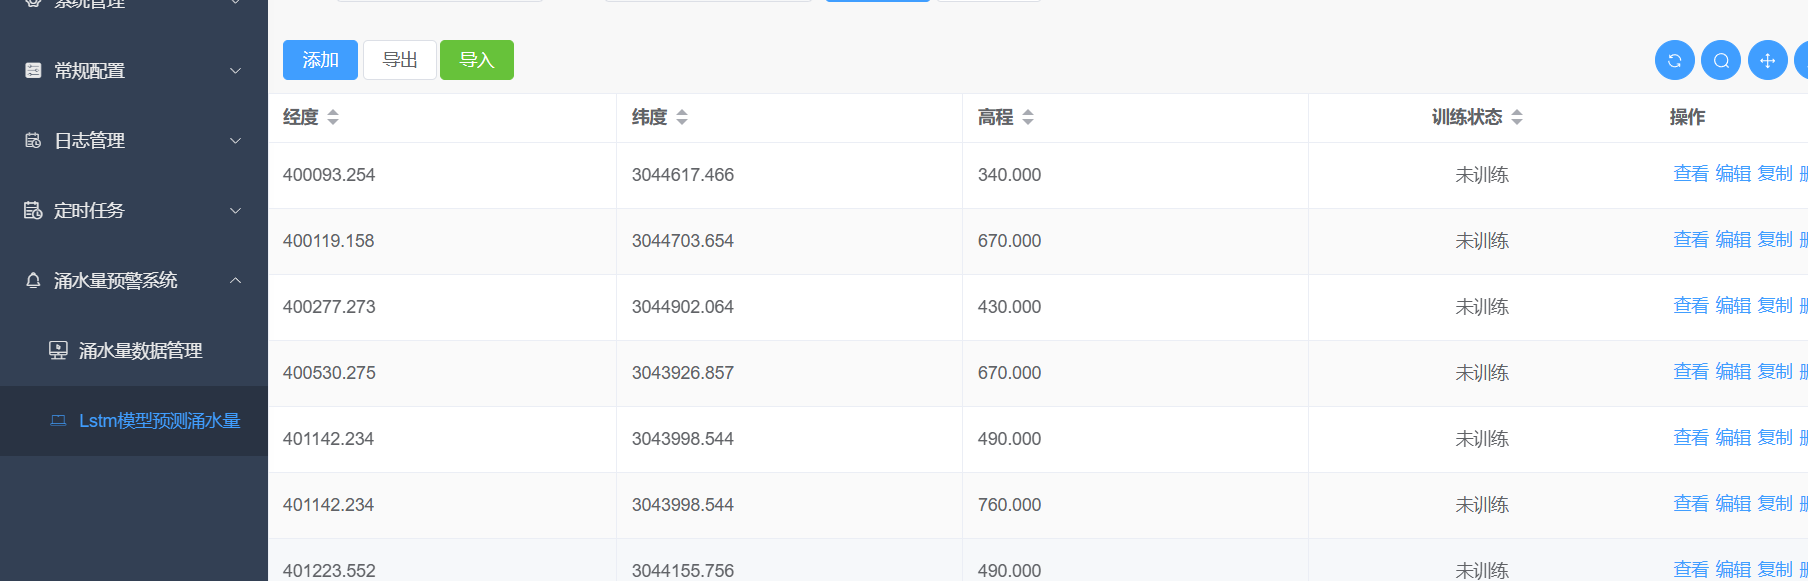 系统管理
常规配置
日志管理
定时任务
涌水量预警系统
涌水量数据管理
Lstm模型预测涌水量
添加 导出 导入
经度 纬度 高程 训练状态 操作
400093.254 3044617.466 340.000 未训练 查看 编辑 复制
400119.158 3044703.654 670.000 未训练 查看 编辑 复制
400277.273 3044902.064 430.000 未训练 查看 编辑 复制
400530.275 3043926.857 670.000 未训练 查看 编辑 复制
401142.234 3043998.544 490.000 未训练 查看 编辑 复制
401142.234 3043998.544 760.000 未训练 查看 编辑 复制
401223.552 3044155.756 490.000 未训练 查看 编辑 复制